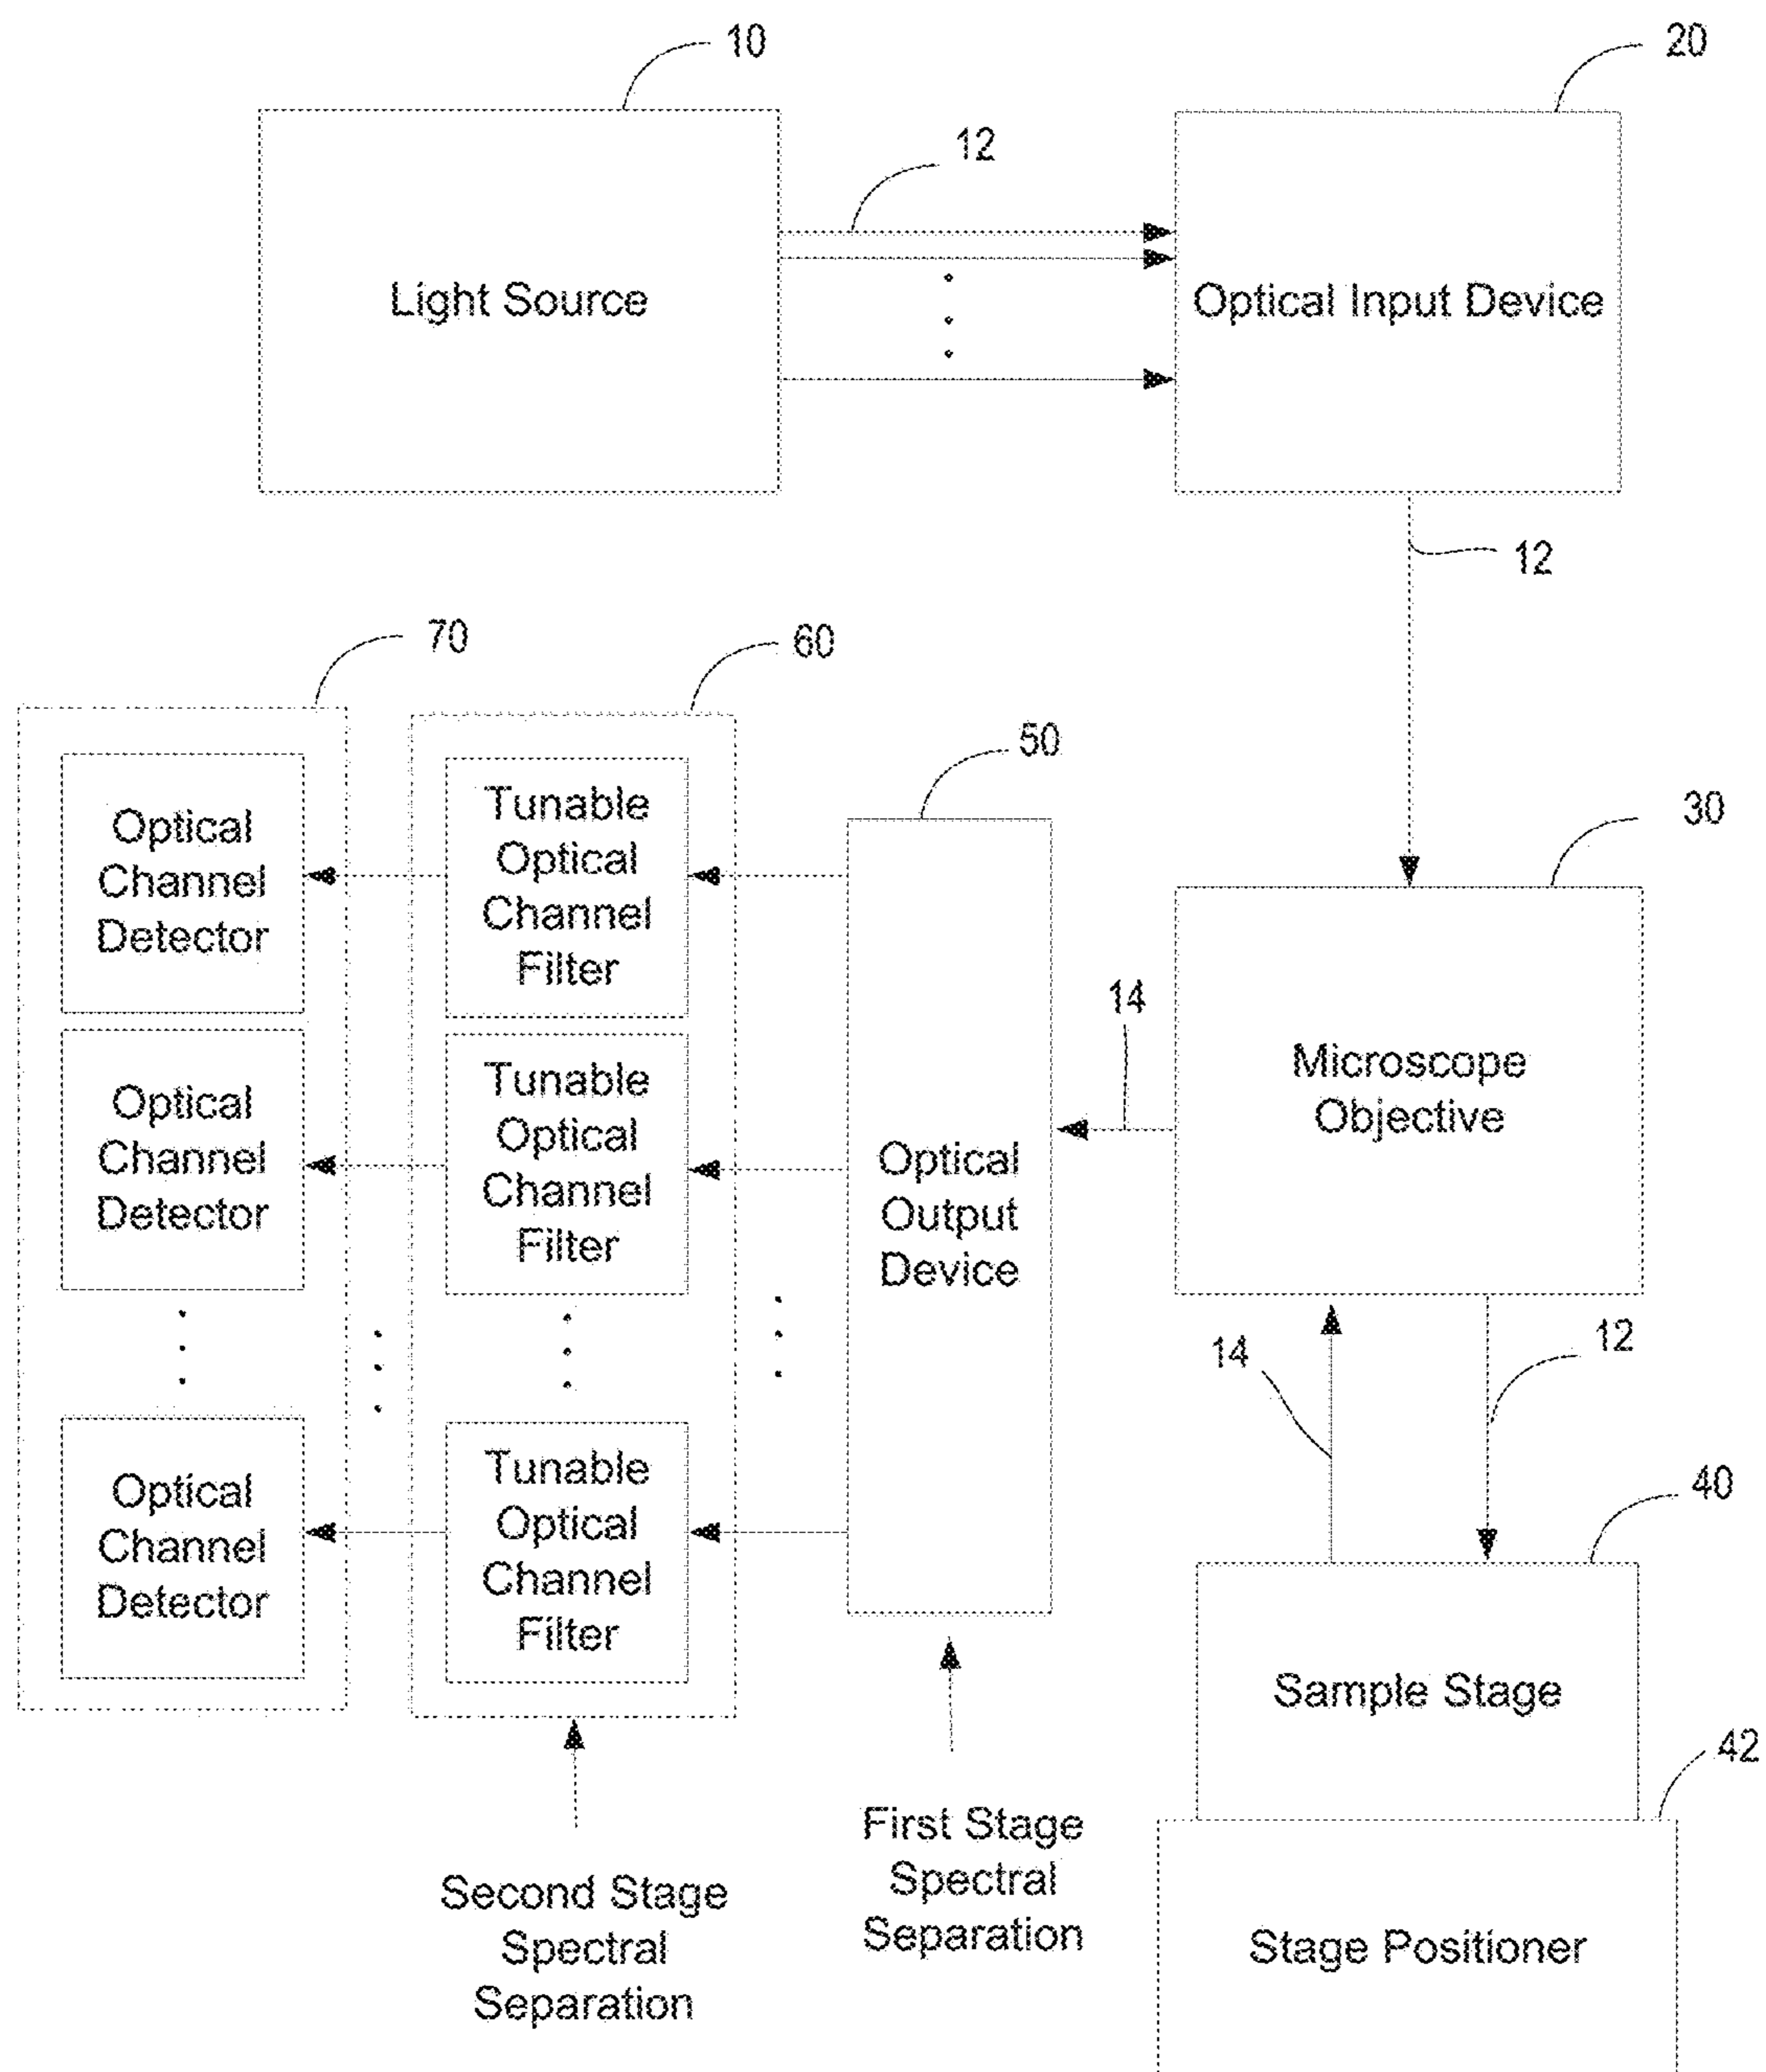 10
20
12
Light Source
Optical Input Device
12
70
60
50
30
Optical
Channel
Detector
Tunable
Optical
Channel
Filter
14
Microscope
Objective
Optical
Channel
Detector
Tunable
Optical
Channel
Filter
Optical
Output
Device
14
12
40
Optical
Channel
Detector
Tunable
Optical
Channel
Filter
Sample Stage
42
First Stage
Spectral
Separation
Second Stage
Spectral
Separation
Stage Positioner